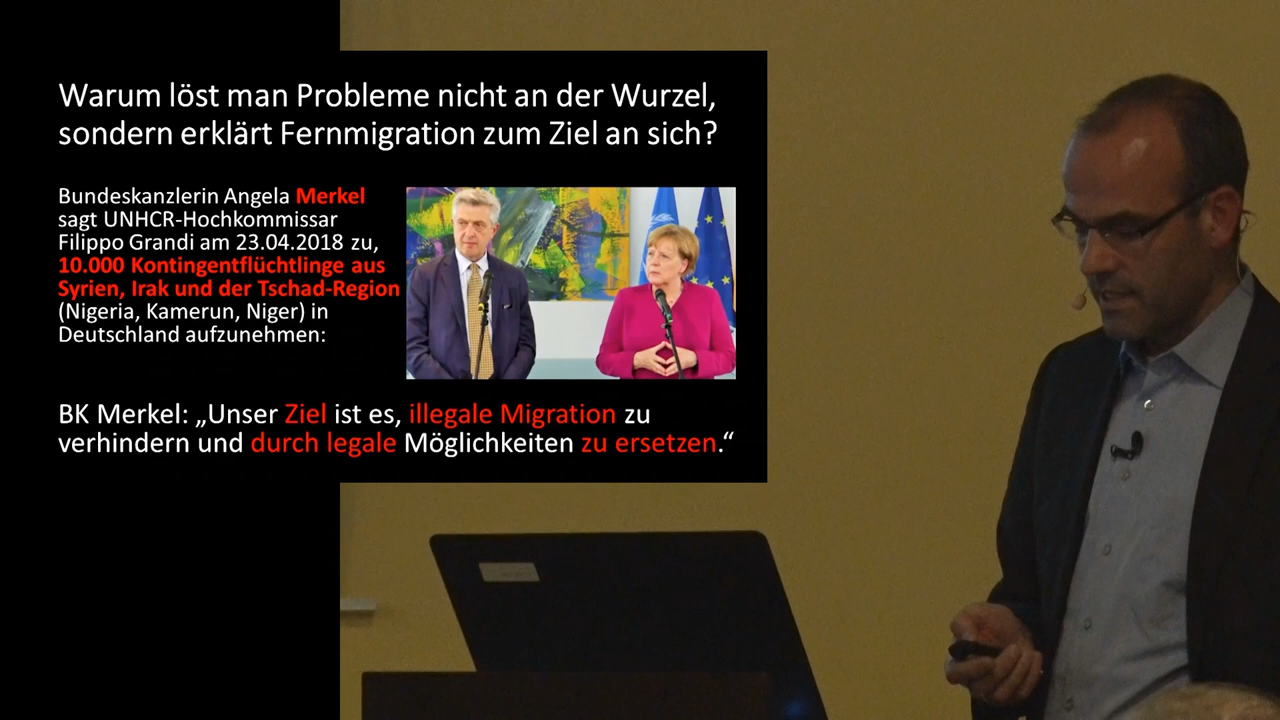 Warum löst man Probleme nicht an der Wurzel,
sondern erklärt Fernmigration zum Ziel an sich?
Bundeskanzlerin Angela Merkel
sagt UNHCR-Hochkommissar
Filippo Grandi am 23.04.2018 zu,
10.000 Kontingentflüchtlinge aus
Syrien, Irak und der Tschad-Region
(Nigeria, Kamerun, Niger) in
Deutschland aufzunehmen:
BK Merkel: „Unser Ziel ist es, illegale Migration zu
verhindern und durch legale Möglichkeiten zu ersetzen.“